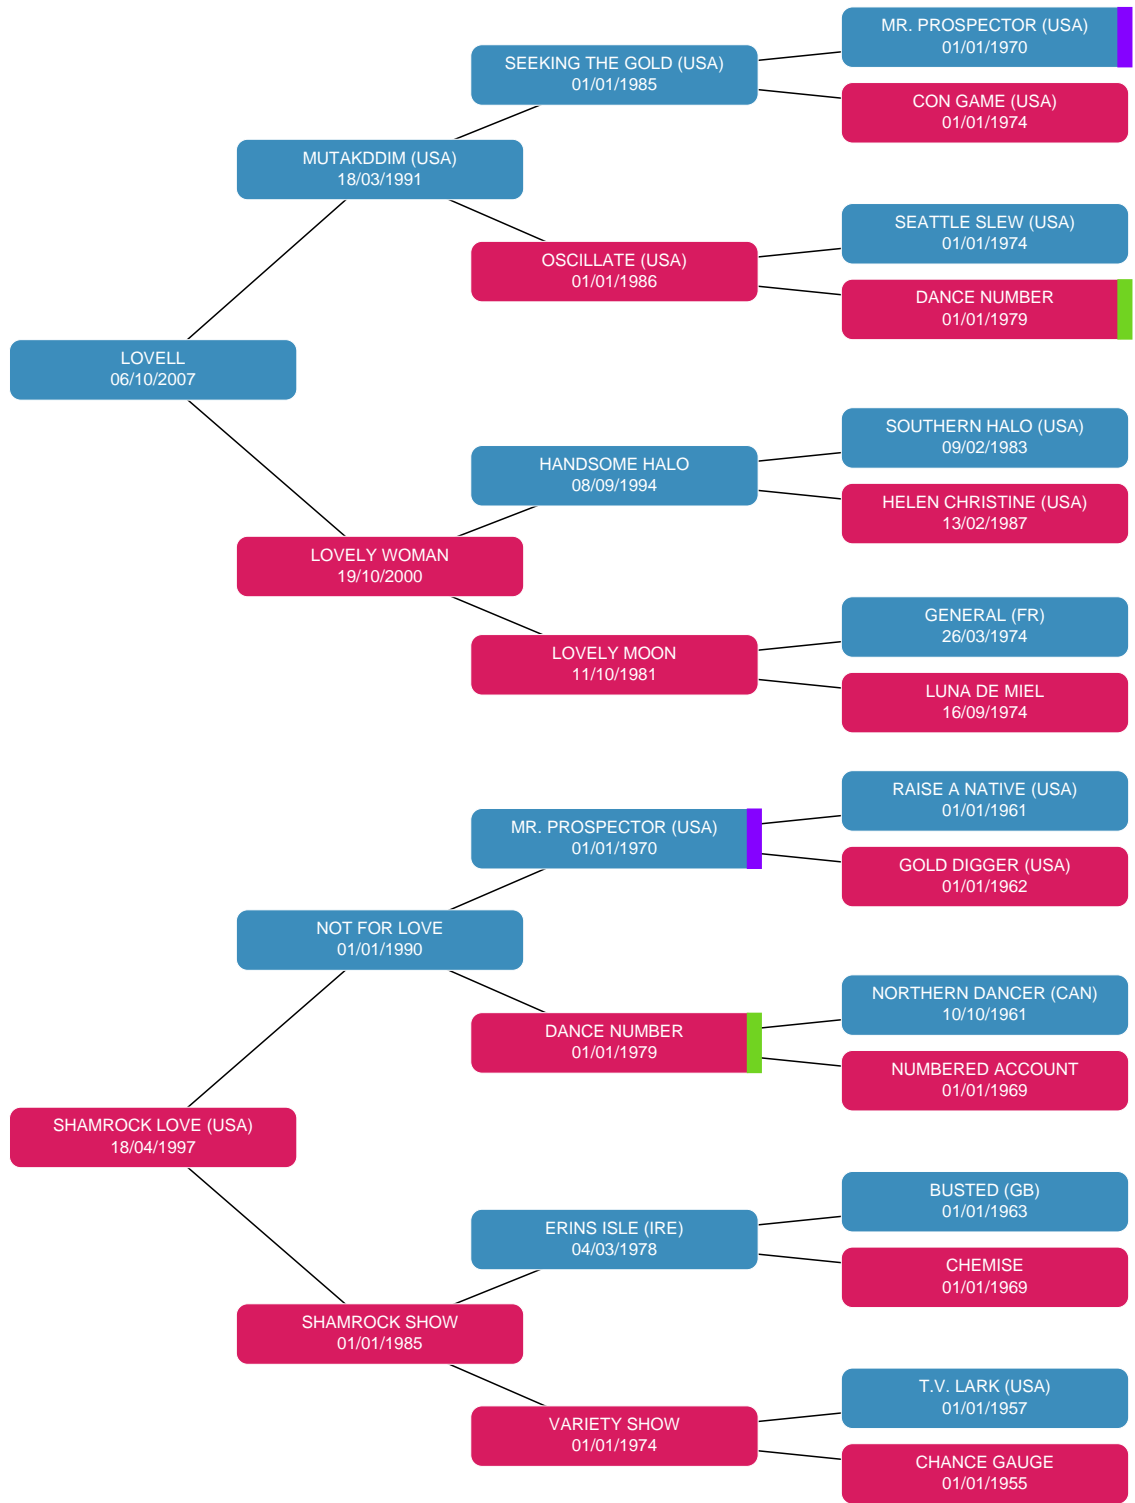 MR. PROSPECTOR (USA)
01/01/1970
SEEKING THE GOLD (USA)
01/01/1985
CON GAME (USA)
01/01/1974
MUTAKDDIM (USA)
18/03/1991
SEATTLE SLEW (USA)
01/01/1974
OSCILLATE (USA)
01/01/1986
DANCE NUMBER
01/01/1979
LOVELL
06/10/2007
SOUTHERN HALO (USA)
09/02/1983
HANDSOME HALO
08/09/1994
HELEN CHRISTINE (USA)
13/02/1987
LOVELY WOMAN
19/10/2000
GENERAL (FR)
26/03/1974
LOVELY MOON
11/10/1981
LUNA DE MIEL
16/09/1974
RAISE A NATIVE (USA)
01/01/1961
MR. PROSPECTOR (USA)
01/01/1970
GOLD DIGGER (USA)
01/01/1962
NOT FOR LOVE
01/01/1990
NORTHERN DANCER (CAN)
10/10/1961
DANCE NUMBER
01/01/1979
NUMBERED ACCOUNT
01/01/1969
SHAMROCK LOVE (USA)
18/04/1997
BUSTED (GB)
01/01/1963
ERINS ISLE (IRE)
04/03/1978
CHEMISE
01/01/1969
SHAMROCK SHOW
01/01/1985
T.V. LARK (USA)
01/01/1957
VARIETY SHOW
01/01/1974
CHANCE GAUGE
01/01/1955